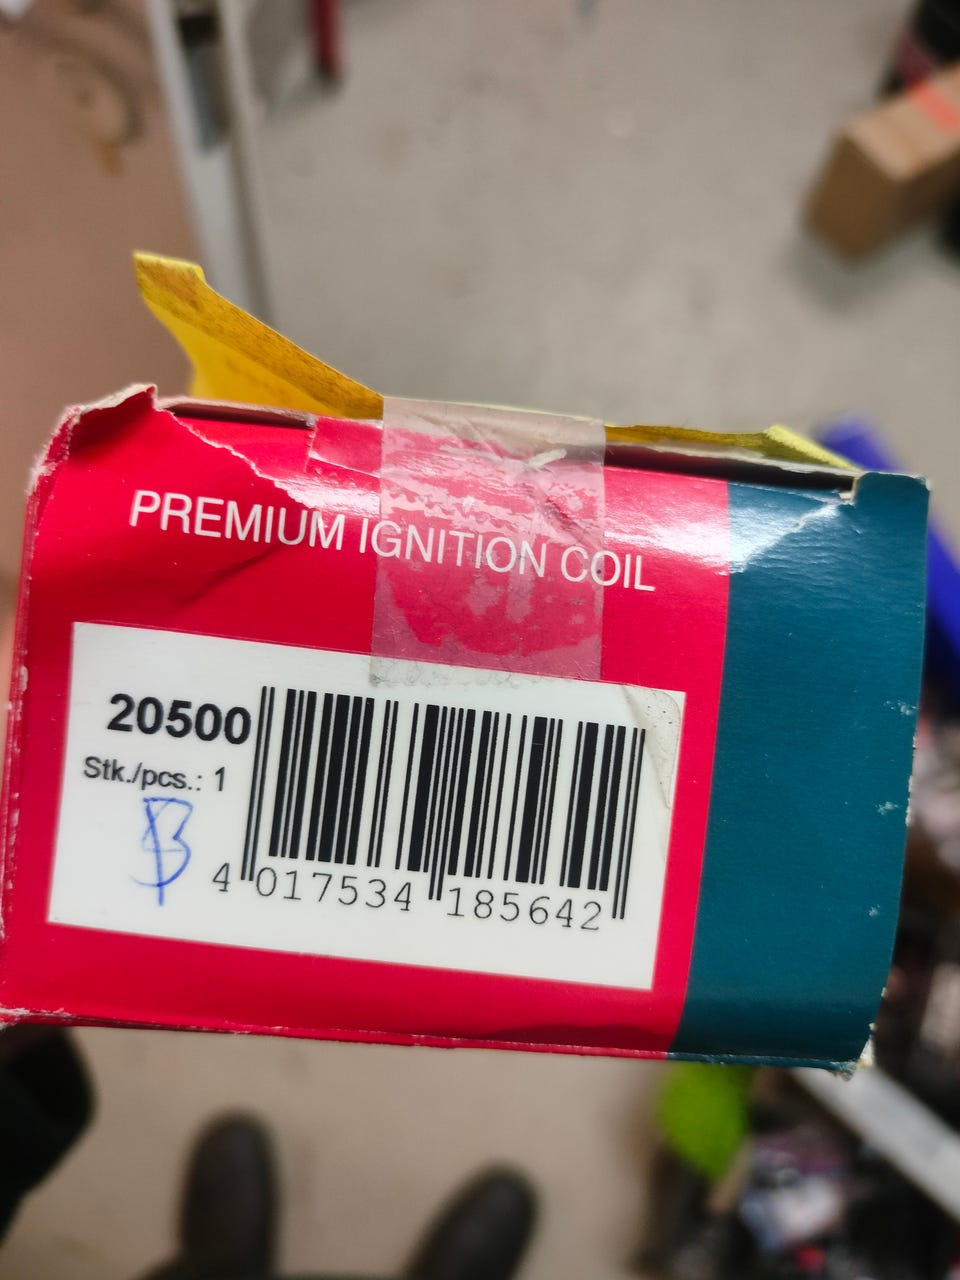 PREMIUM IGNITION COIL
20500
Stk./pcs.: 1
4 017534 185642